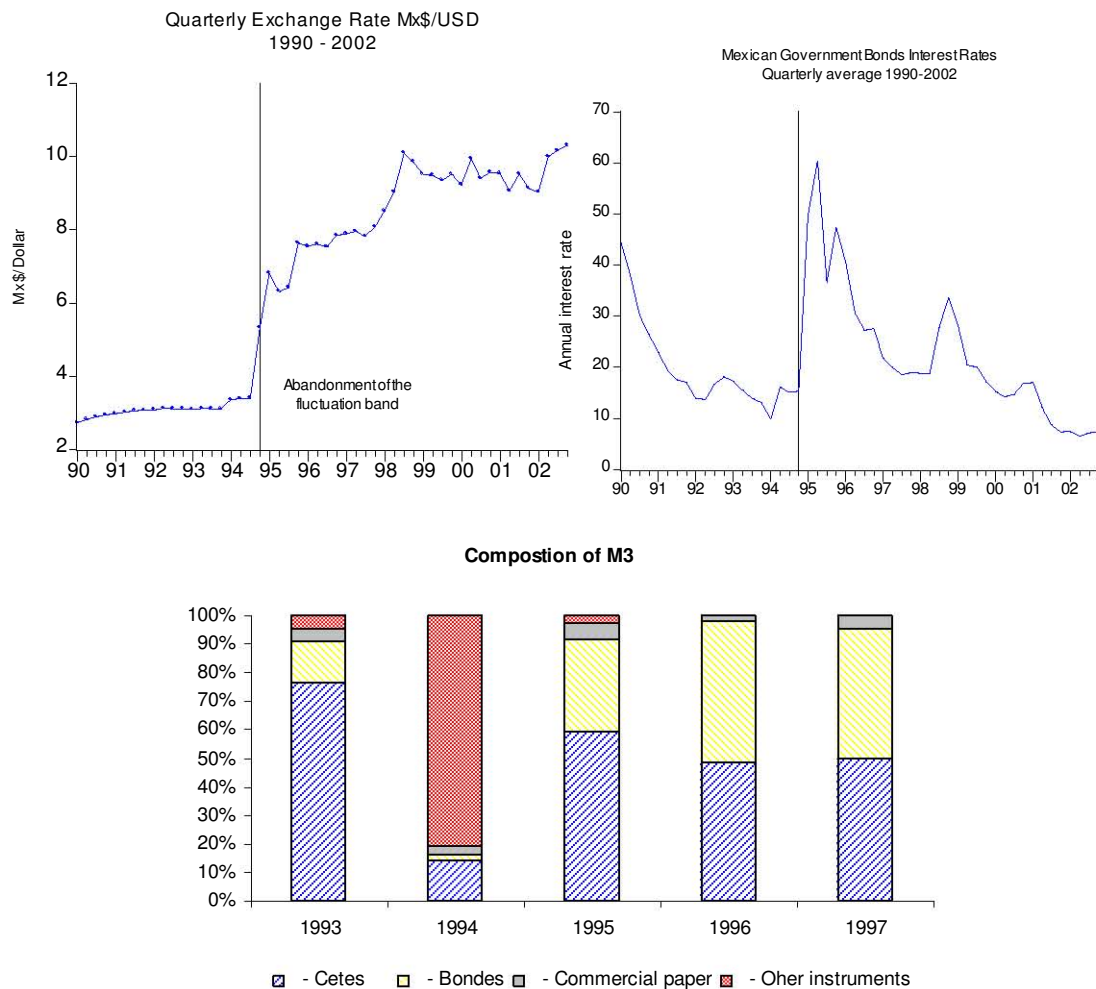 Quarterly Exchange Rate Mx$/USD
1990 - 2002
12
10
8
6
4
2
Mx$/Dollar
Abandonment of the
fluctuation band
90 91 92 93 94 95 96 97 98 99 00 01 02
Mexican Government Bonds Interest Rates
Quarterly average 1990-2002
70
60
50
40
30
20
10
0
Annual interest rate
90 91 92 93 94 95 96 97 98 99 00 01 02
Compostion of M3
100%
90%
80%
70%
60%
50%
40%
30%
20%
10%
0%
1993 1994 1995 1996 1997
- Cetes - Bondes - Commercial paper - Other instruments